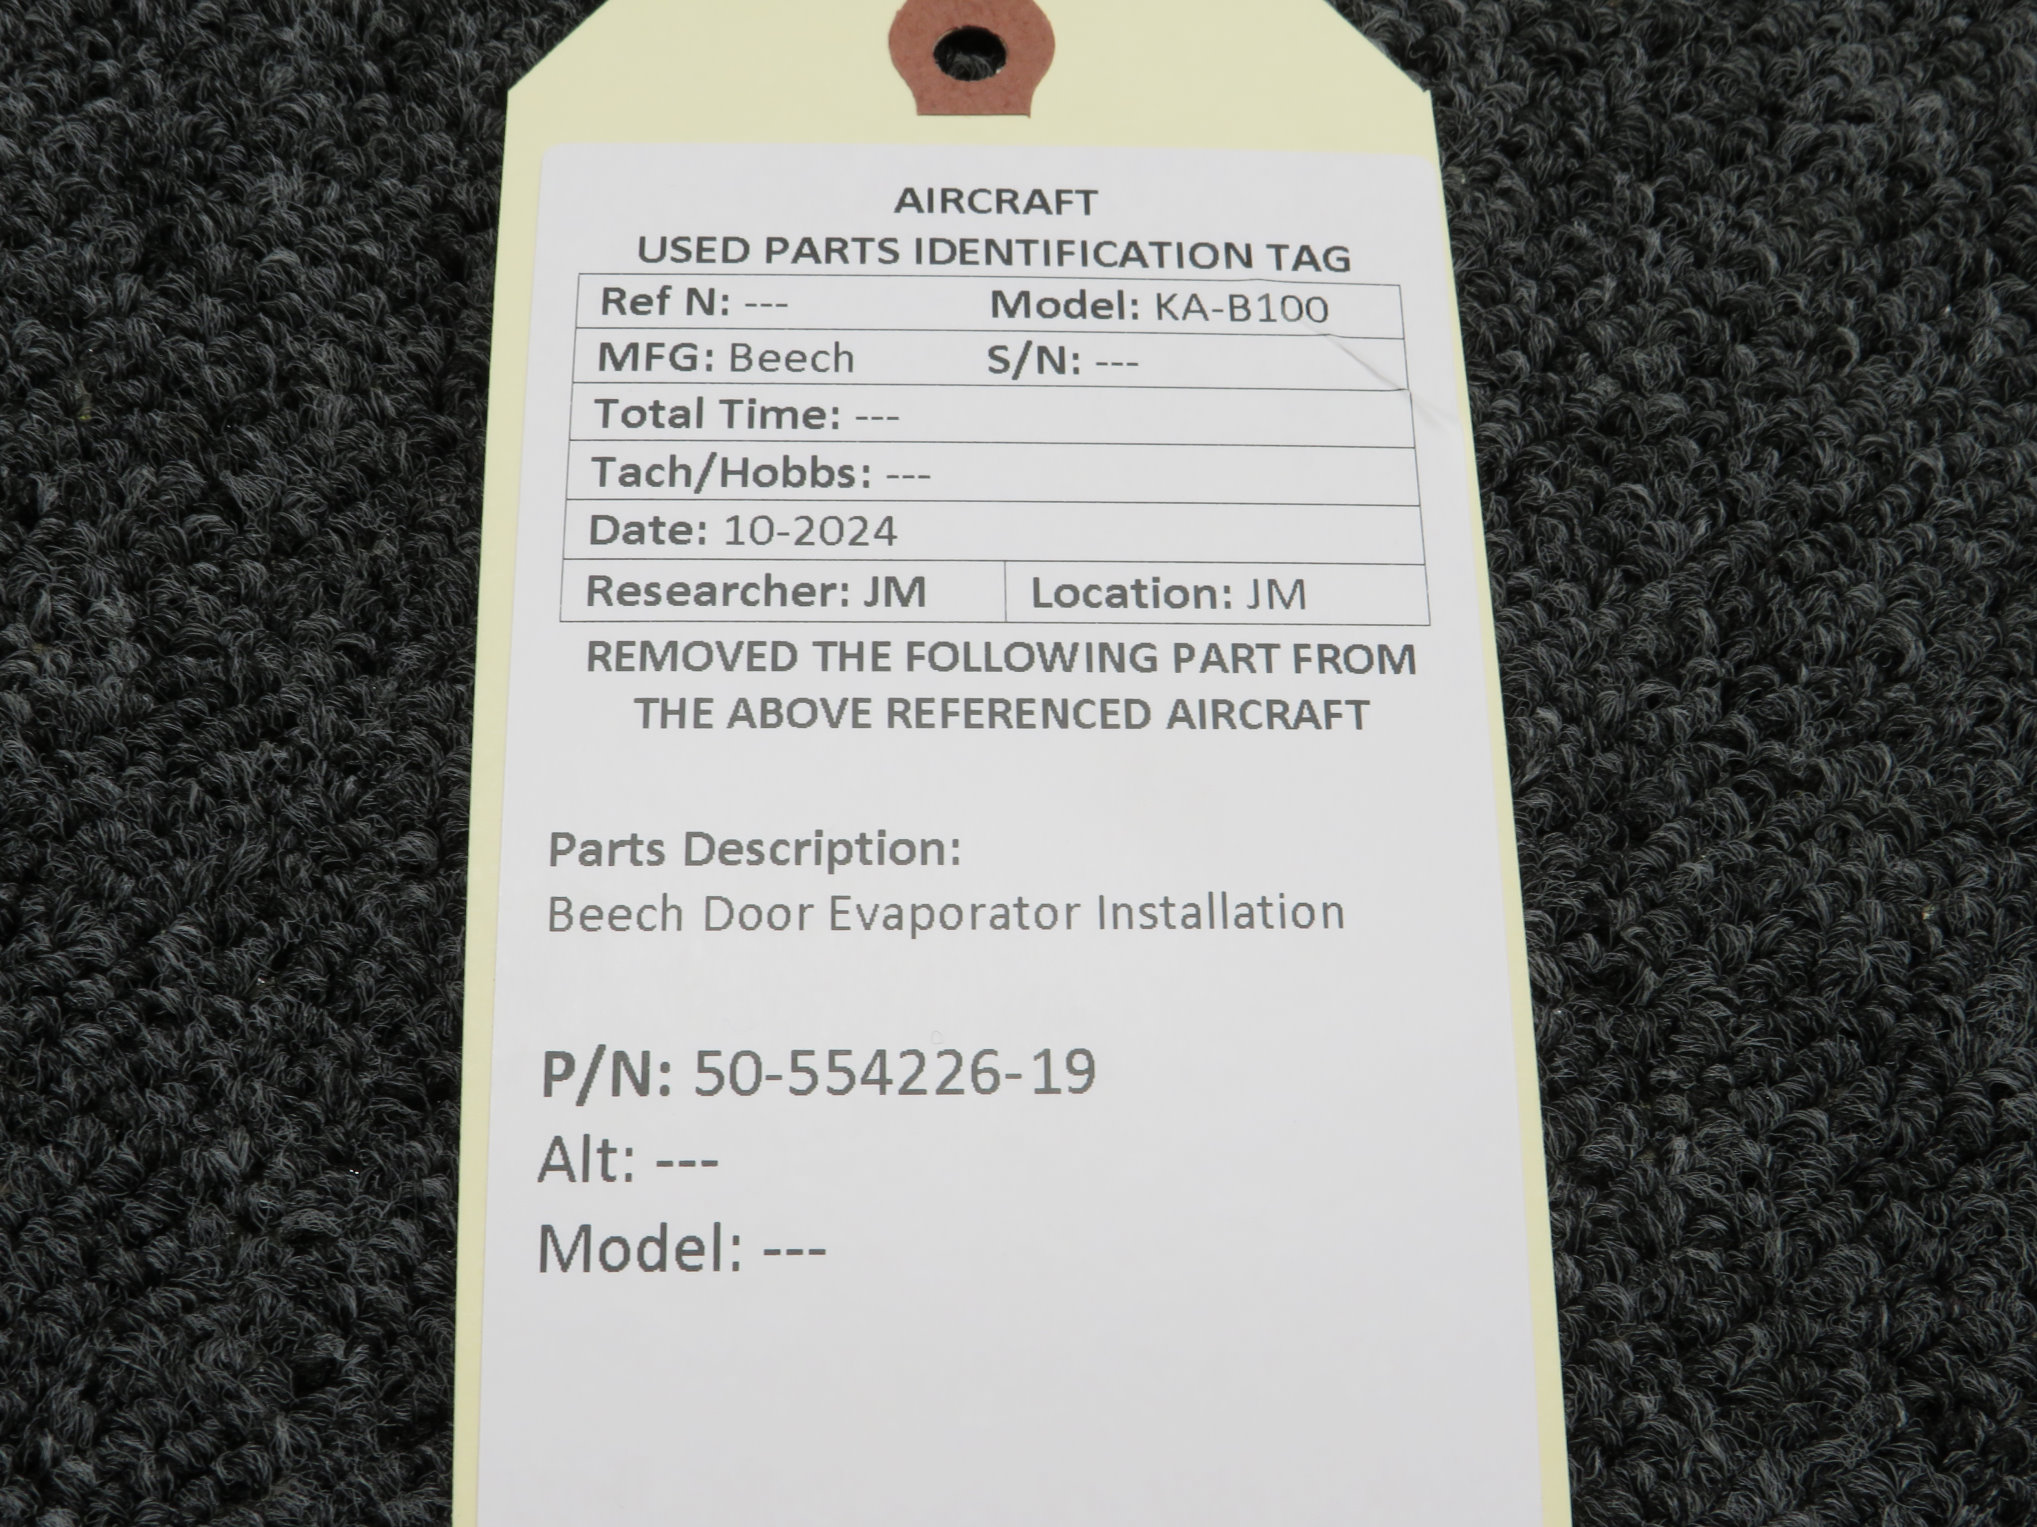 AIRCRAFT
USED PARTS IDENTIFICATION TAG
Ref N: --- Model: KA-B100
MFG: Beech S/N: ---
Total Time: ---
Tach/Hobbs: ---
Date: 10-2024
Researcher: JM Location: JM
REMOVED THE FOLLOWING PART FROM
THE ABOVE REFERENCED AIRCRAFT
Parts Description:
Beech Door Evaporator Installation
P/N: 50-554226-19
Alt: ---
Model: ---